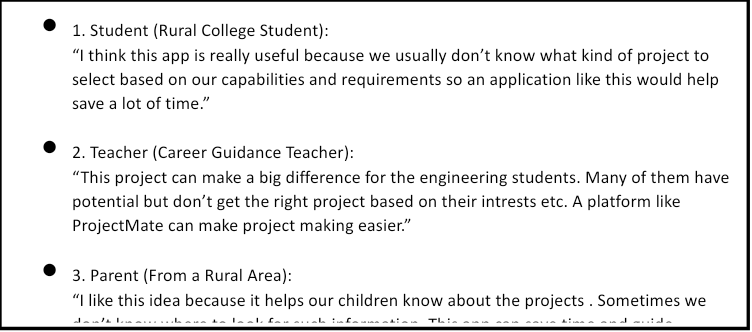 ● 1. Student (Rural College Student):
“I think this app is really useful because we usually don’t know what kind of project to
select based on our capabilities and requirements so an application like this would help
save a lot of time.”
● 2. Teacher (Career Guidance Teacher):
“This project can make a big difference for the engineering students. Many of them have
potential but don’t get the right project based on their intrests etc. A platform like
ProjectMate can make project making easier.”
● 3. Parent (From a Rural Area):
“I like this idea because it helps our children know about the projects . Sometimes we
don’t know where to look for such information. This app can save time and guide